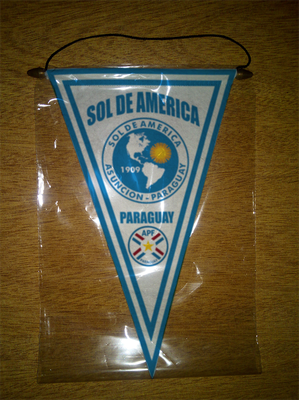 SOL DE AMERICA
SOL DE AMERICA
1909
ASUNCION - PARAGUAY
PARAGUAY
APF